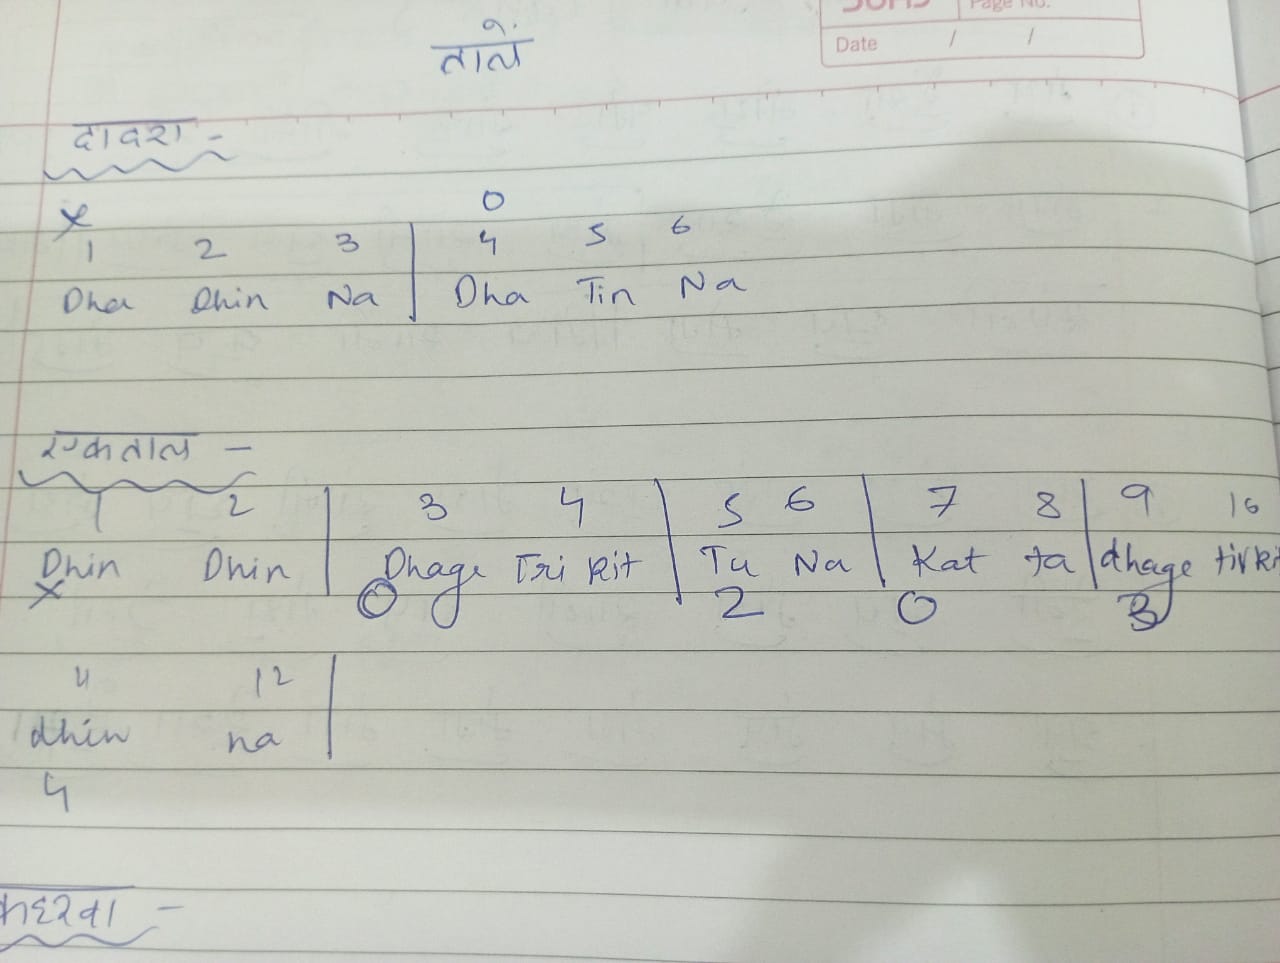 Page No.
Date / /
तालें
दादरा -
x 0
1 2 3 | 4 5 6
Dha Dhin Na | Dha Tin Na
एकताल -
1 2 | 3 4 | 5 6 | 7 8 | 9 10
Dhin Dhin | Dhage Tri Kit | Tu Na | Kat ta | dhage tirki
x 0 2 0 3
11 12 |
dhin na |
4
कहरवा -